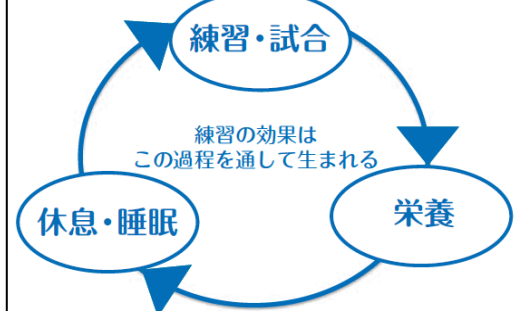 練習・試合
練習の効果は
この過程を通して生まれる
休息・睡眠
栄養